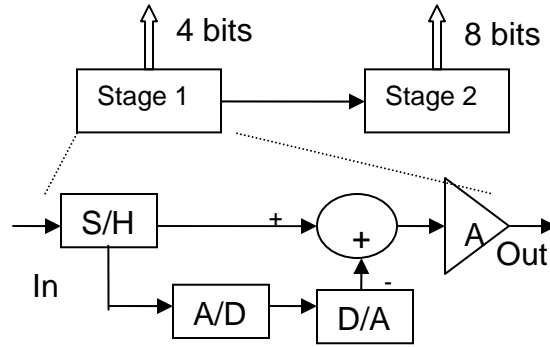 4 bits
8 bits
Stage 1
Stage 2
S/H
+
+
A
Out
In
A/D
-
D/A